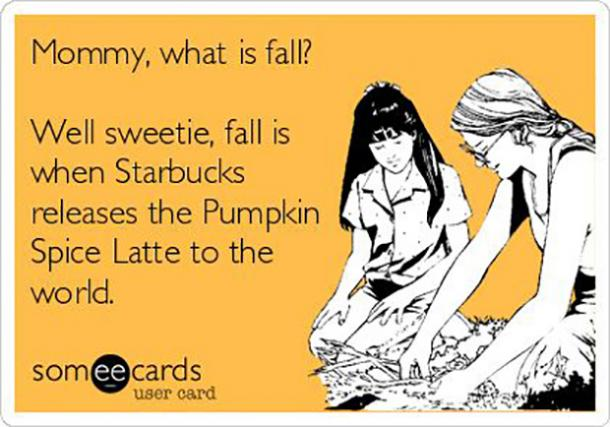 Mommy, what is fall?
Well sweetie, fall is
when Starbucks
releases the Pumpkin
Spice Latte to the
world.
someecards
user card